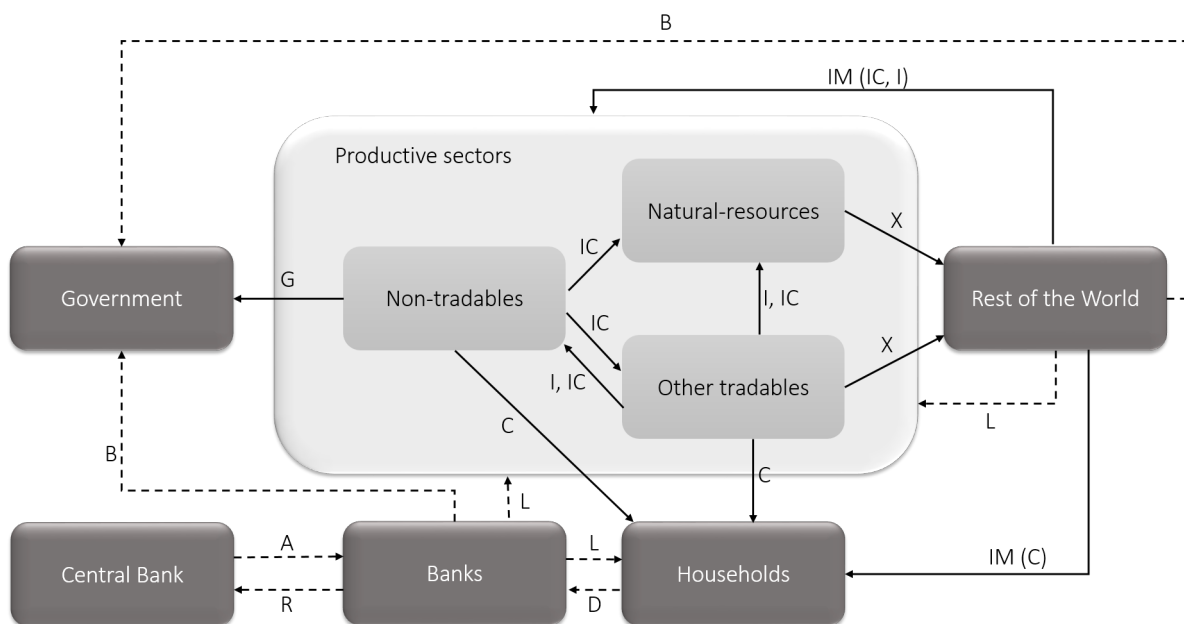 B
IM (IC, I)
Productive sectors
Natural-resources
X
IC
Government
G
Non-tradables
I, IC
Rest of the World
IC
X
I, IC
Other tradables
C
L
B
C
L
Central Bank
A
R
Banks
L
D
Households
IM (C)